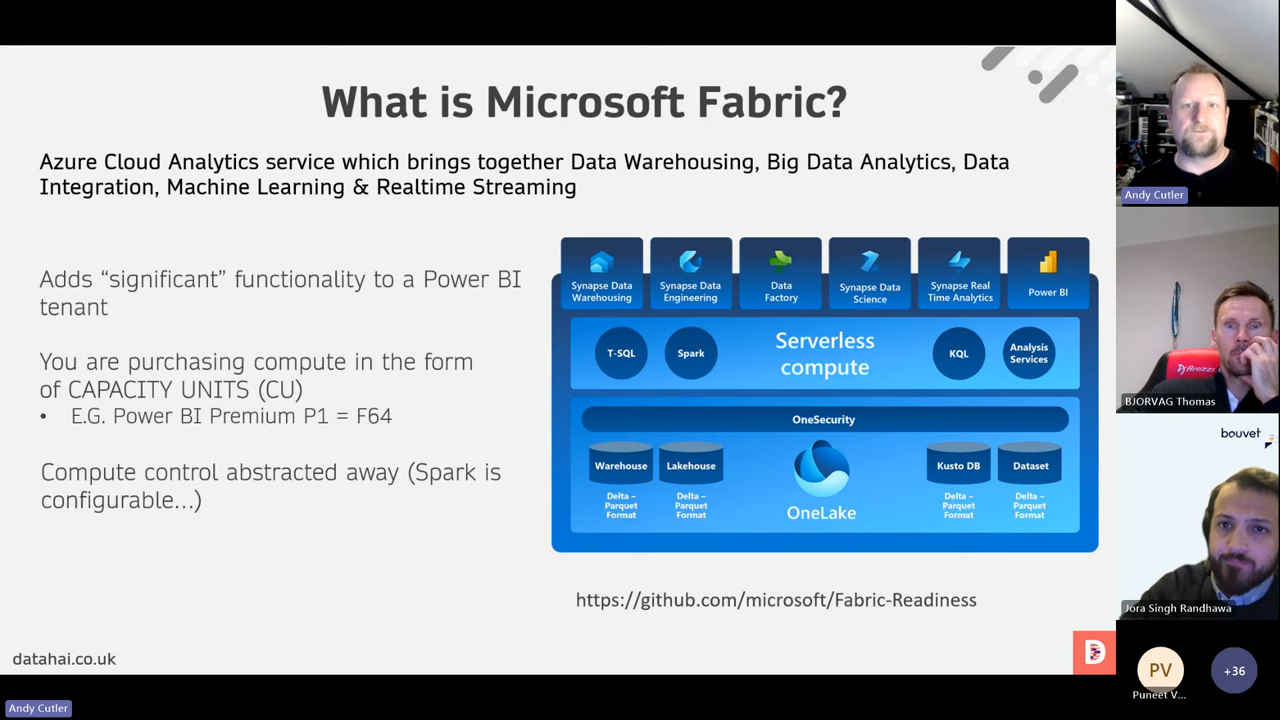 What is Microsoft Fabric?
Azure Cloud Analytics service which brings together Data Warehousing, Big Data Analytics, Data
Integration, Machine Learning & Realtime Streaming
Adds “significant” functionality to a Power BI
tenant
You are purchasing compute in the form
of CAPACITY UNITS (CU)
• E.G. Power BI Premium P1 = F64
Compute control abstracted away (Spark is
configurable…)
Synapse Data
Warehousing
Synapse Data
Engineering
Data
Factory
Synapse Data
Science
Synapse Real
Time Analytics
Power BI
T-SQL
Spark
Serverless
compute
KQL
Analysis
Services
OneSecurity
Warehouse
Lakehouse
Kusto DB
Dataset
Delta –
Parquet
Format
Delta –
Parquet
Format
OneLake
Delta –
Parquet
Format
Delta –
Parquet
Format
https://github.com/microsoft/Fabric-Readiness
datahai.co.uk
D
Andy Cutler
Andy Cutler
BJORVAG Thomas
bouvet
Jora Singh Randhawa
PV
Puneet V...
+36